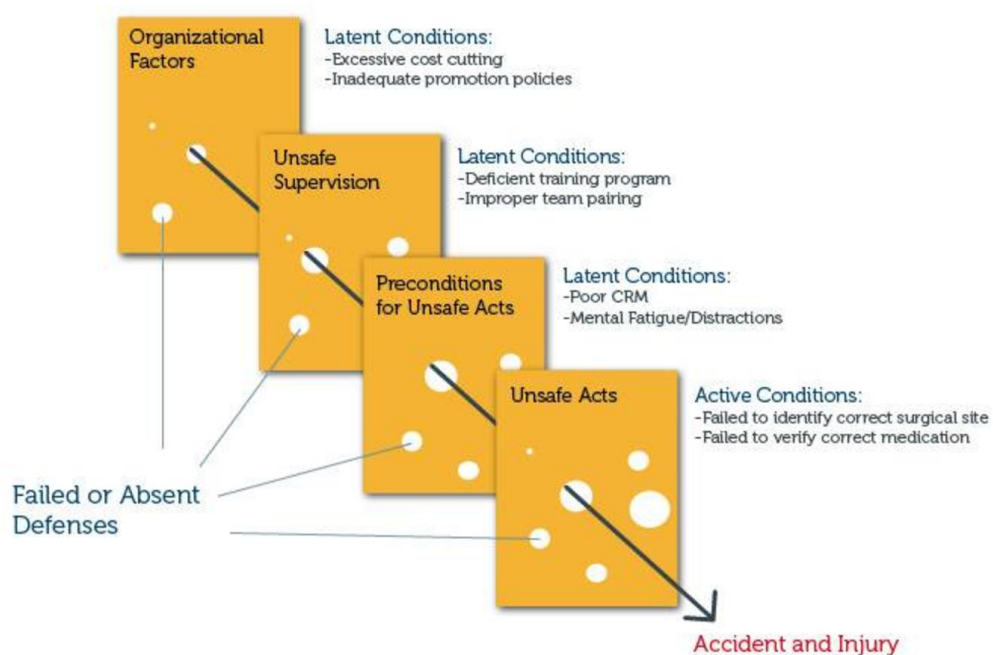 Organizational
Factors
Latent Conditions:
-Excessive cost cutting
-Inadequate promotion policies
Unsafe
Supervision
Latent Conditions:
-Deficient training program
-Improper team pairing
Preconditions
for Unsafe Acts
Latent Conditions:
-Poor CRM
-Mental Fatigue/Distractions
Unsafe Acts
Active Conditions:
-Failed to identify correct surgical site
-Failed to verify correct medication
Failed or Absent
Defenses
Accident and Injury